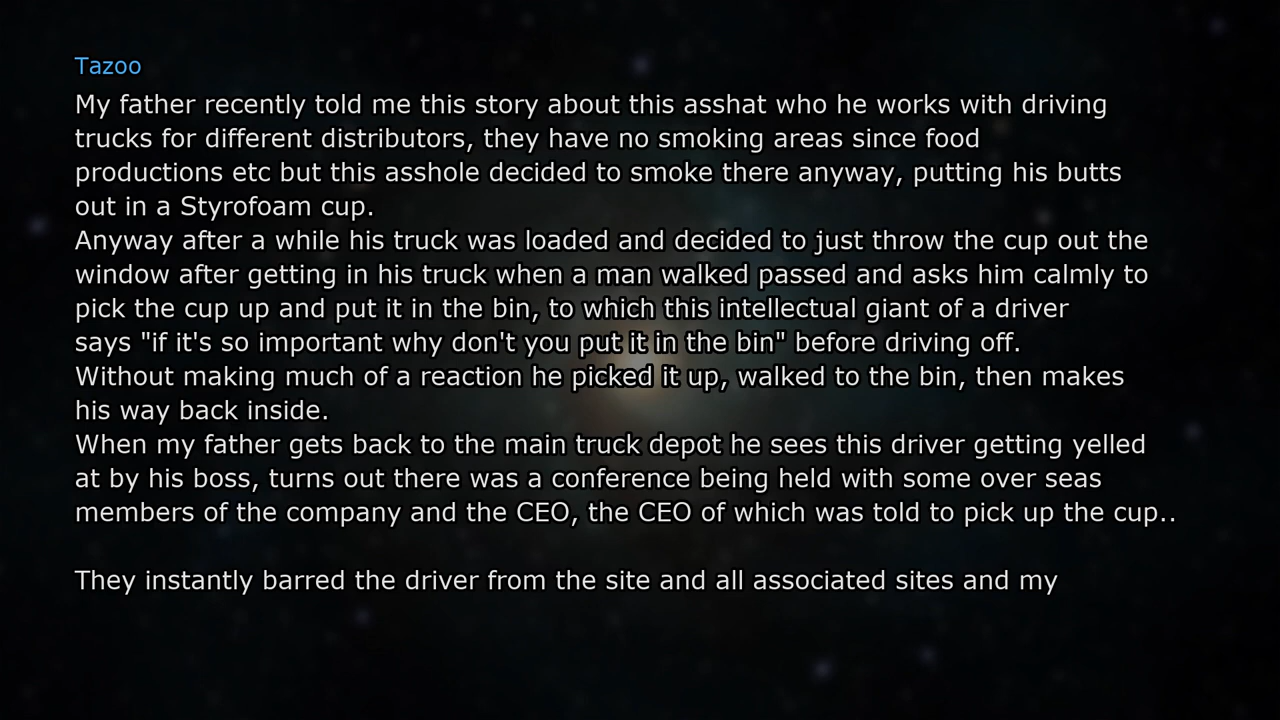 Tazoo
My father recently told me this story about this asshat who he works with driving
trucks for different distributors, they have no smoking areas since food
productions etc but this asshole decided to smoke there anyway, putting his butts
out in a Styrofoam cup.
Anyway after a while his truck was loaded and decided to just throw the cup out the
window after getting in his truck when a man walked passed and asks him calmly to
pick the cup up and put it in the bin, to which this intellectual giant of a driver
says "if it's so important why don't you put it in the bin" before driving off.
Without making much of a reaction he picked it up, walked to the bin, then makes
his way back inside.
When my father gets back to the main truck depot he sees this driver getting yelled
at by his boss, turns out there was a conference being held with some over seas
members of the company and the CEO, the CEO of which was told to pick up the cup..
They instantly barred the driver from the site and all associated sites and my